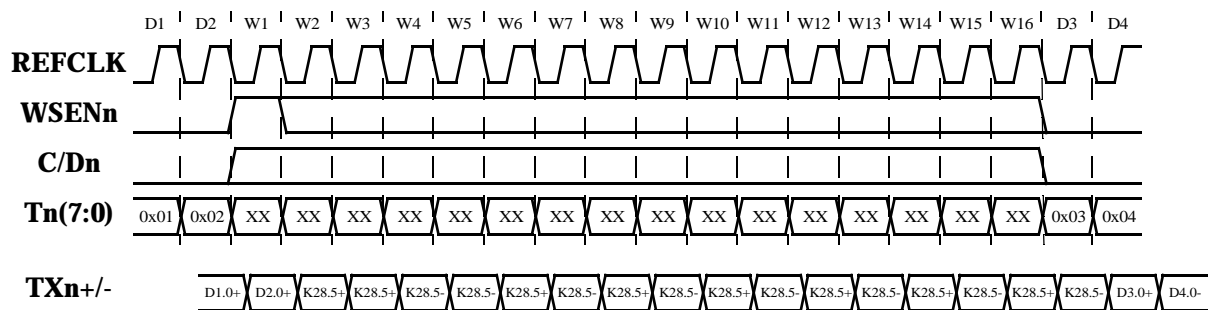 D1 D2 W1 W2 W3 W4 W5 W6 W7 W8 W9 W10 W11 W12 W13 W14 W15 W16 D3 D4
REFCLK
WSENn
C/Dn
Tn(7:0) 0x01 0x02 XX XX XX XX XX XX XX XX XX XX XX XX XX XX XX XX 0x03 0x04
TXn+/- D1.0+ D2.0+ K28.5+ K28.5+ K28.5- K28.5- K28.5+ K28.5- K28.5+ K28.5- K28.5+ K28.5- K28.5+ K28.5- K28.5+ K28.5- K28.5+ K28.5- D3.0+ D4.0-